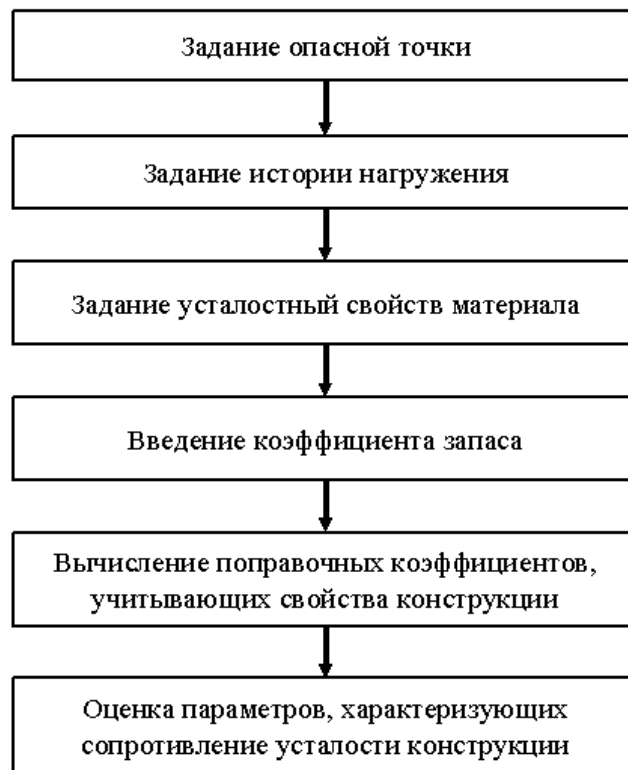 Задание опасной точки
Задание истории нагружения
Задание усталостный свойств материала
Введение коэффициента запаса
Вычисление поправочных коэффициентов,
учитывающих свойства конструкции
Оценка параметров, характеризующих
сопротивление усталости конструкции